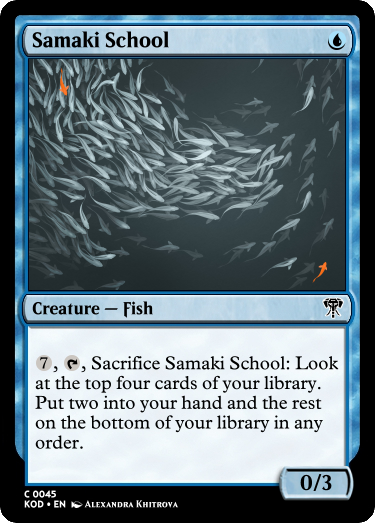 Samaki School
Creature — Fish
7, T, Sacrifice Samaki School: Look
at the top four cards of your library.
Put two into your hand and the rest
on the bottom of your library in any
order.
0/3
C 0045
KOD • EN Alexandra Khitrova